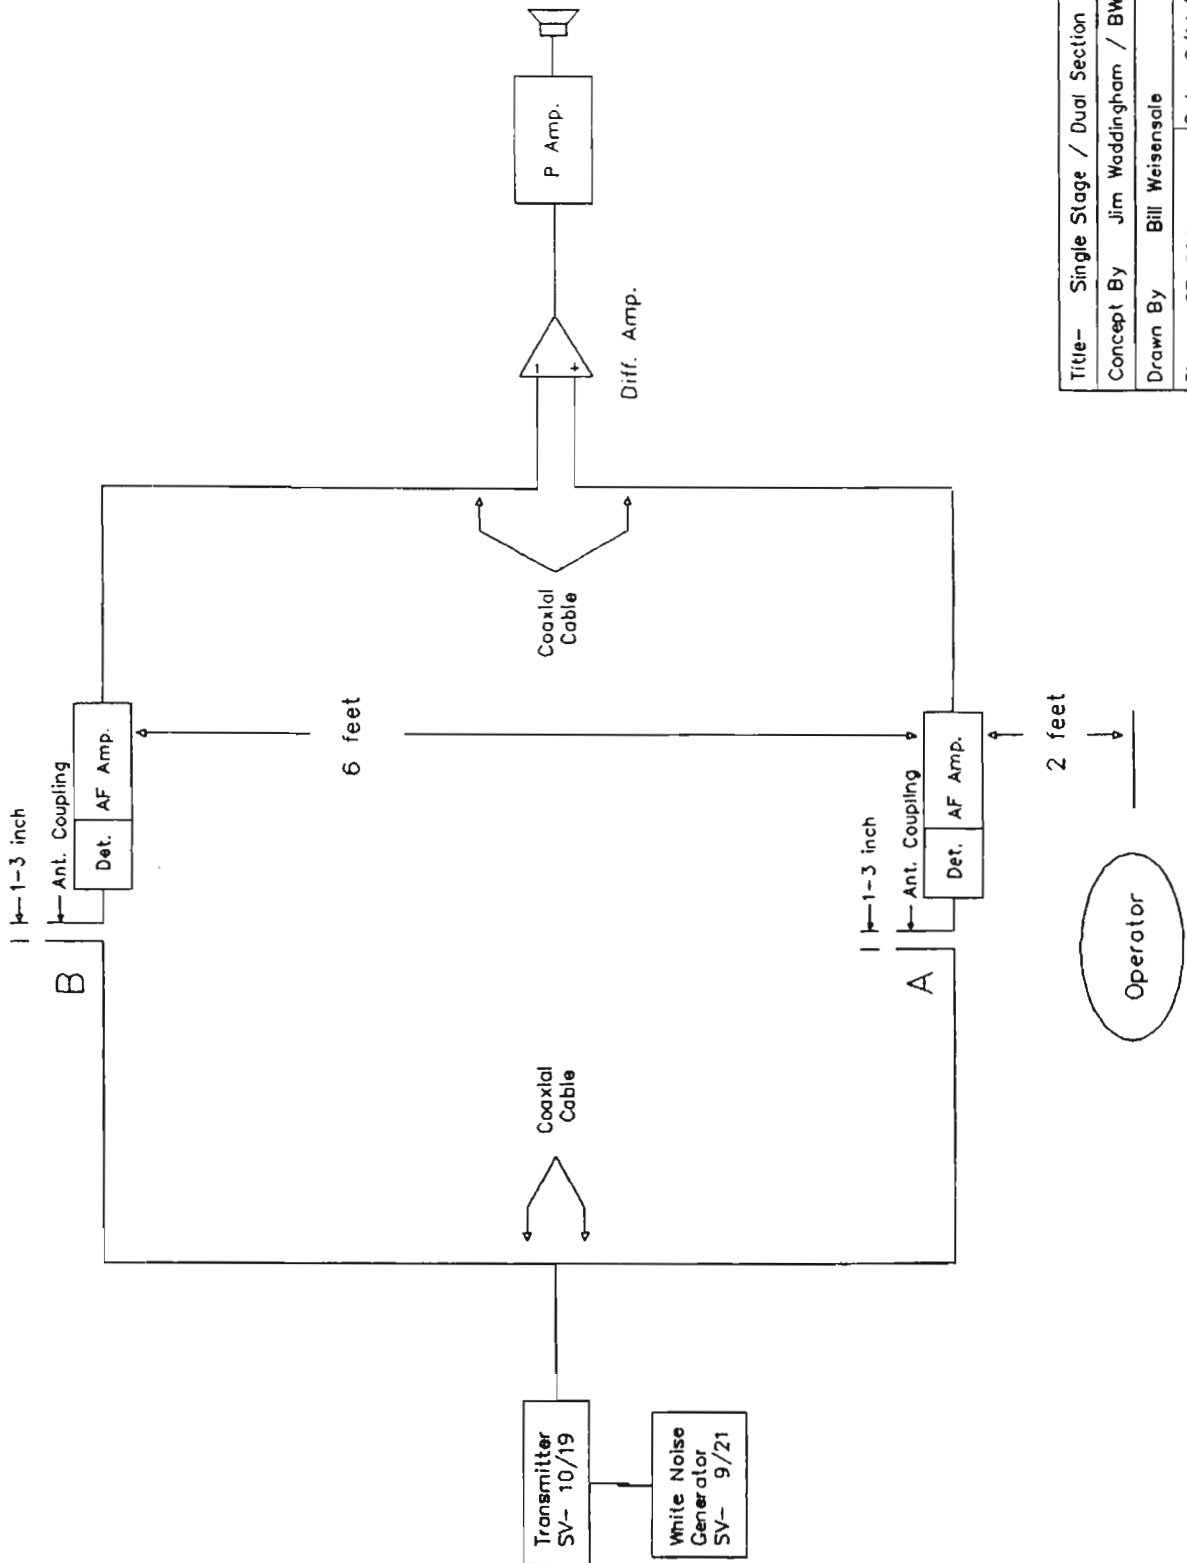 1-3 inch
Ant. Coupling
B
Det.
AF Amp.
6 feet
Coaxial
Cable
Coaxial
Cable
Transmitter
SV- 10/19
White Noise
Generator
SV- 9/21
1-3 inch
Ant. Coupling
A
Det.
AF Amp.
2 feet
Operator
-
+
Diff. Amp.
P Amp.
Title- Single Stage / Dual Section
Concept By Jim Waddingham / BW
Drawn By Bill Weisensale